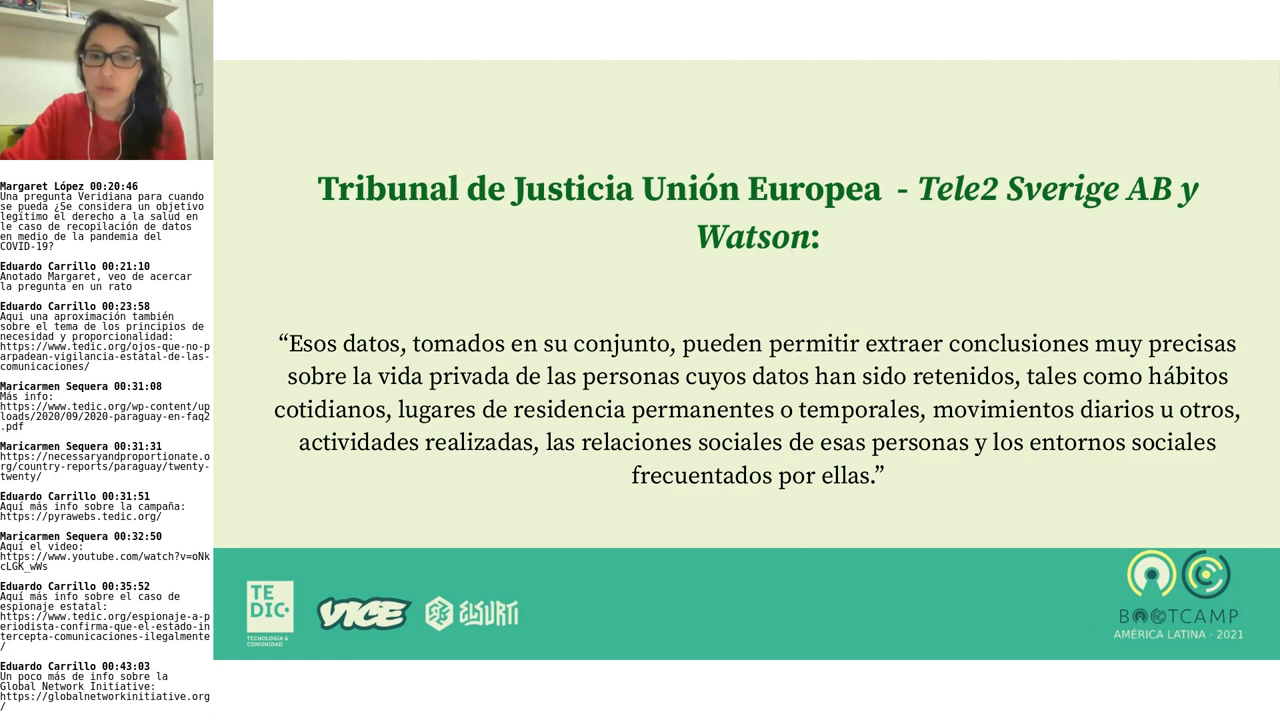 Margaret López 00:20:46
Una pregunta Veridiana para cuando
se pueda ¿Se considera un objetivo
legítimo el derecho a la salud en
le caso de recopilación de datos
en medio de la pandemia del
COVID-19?
Eduardo Carrillo 00:21:10
Anotado Margaret, veo de acercar
la pregunta en un rato
Eduardo Carrillo 00:23:58
Aqui una aproximación también
sobre el tema de los principios de
necesidad y proporcionalidad:
https://www.tedic.org/ojos-que-no-p
arpadean-vigilancia-estatal-de-las-
comunicaciones/
Maricarmen Sequera 00:31:08
Más info:
https://www.tedic.org/wp-content/up
loads/2020/09/2020-paraguay-en-faq2
.pdf
Maricarmen Sequera 00:31:31
https://necessaryandproportionate.o
rg/country-reports/paraguay/twenty-
twenty/
Eduardo Carrillo 00:31:51
Aquí más info sobre la campaña:
https://pyrawebs.tedic.org/
Maricarmen Sequera 00:32:50
Aquí el video:
https://www.youtube.com/watch?v=oNk
cLGK_wWs
Eduardo Carrillo 00:35:52
Aquí más info sobre el caso de
espionaje estatal:
https://www.tedic.org/espionaje-a-p
eriodista-confirma-que-el-estado-in
tercepta-comunicaciones-ilegalmente
/
Eduardo Carrillo 00:43:03
Un poco más de info sobre la
Global Network Initiative:
https://globalnetworkinitiative.org
/
Tribunal de Justicia Unión Europea - Tele2 Sverige AB y
Watson:
“Esos datos, tomados en su conjunto, pueden permitir extraer conclusiones muy precisas
sobre la vida privada de las personas cuyos datos han sido retenidos, tales como hábitos
cotidianos, lugares de residencia permanentes o temporales, movimientos diarios u otros,
actividades realizadas, las relaciones sociales de esas personas y los entornos sociales
frecuentados por ellas.”
TE
DIC
TECNOLOGÍA &
COMUNIDAD
VICE
ELSURTI
BOOTCAMP
AMÉRICA LATINA · 2021